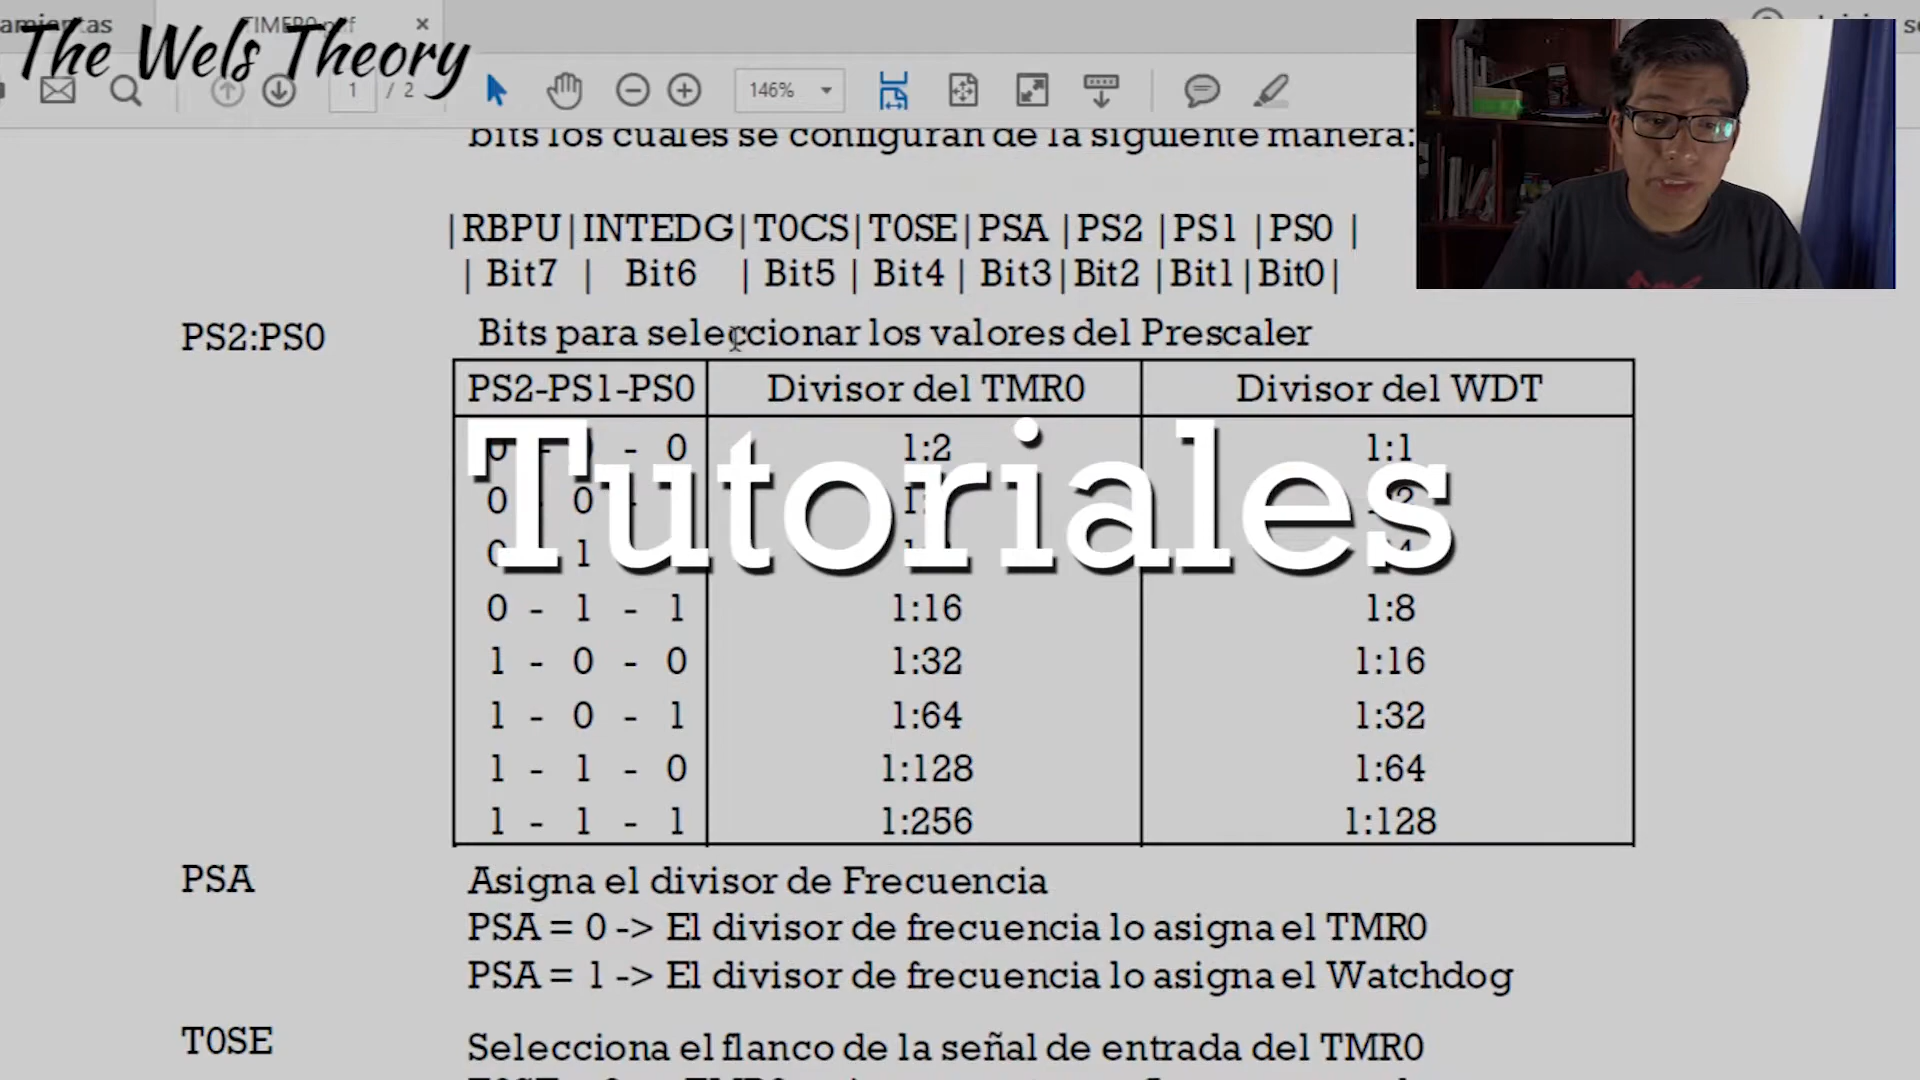 TIMER0.pdf
The Wels Theory
1 / 2
146%
bits los cuales se configuran de la siguiente manera:
|RBPU|INTEDG|T0CS|T0SE|PSA |PS2 |PS1 |PS0 |
| Bit7 | Bit6 | Bit5 | Bit4 | Bit3|Bit2 |Bit1 |Bit0|
PS2:PS0 Bits para seleccionar los valores del Prescaler
PS2-PS1-PS0 Divisor del TMR0 Divisor del WDT
0 - 0 - 0 1:2 1:1
Tutoriales
0 - 1 - 1 1:16 1:8
1 - 0 - 0 1:32 1:16
1 - 0 - 1 1:64 1:32
1 - 1 - 0 1:128 1:64
1 - 1 - 1 1:256 1:128
PSA Asigna el divisor de Frecuencia
PSA = 0 -> El divisor de frecuencia lo asigna el TMR0
PSA = 1 -> El divisor de frecuencia lo asigna el Watchdog
T0SE Selecciona el flanco de la señal de entrada del TMR0